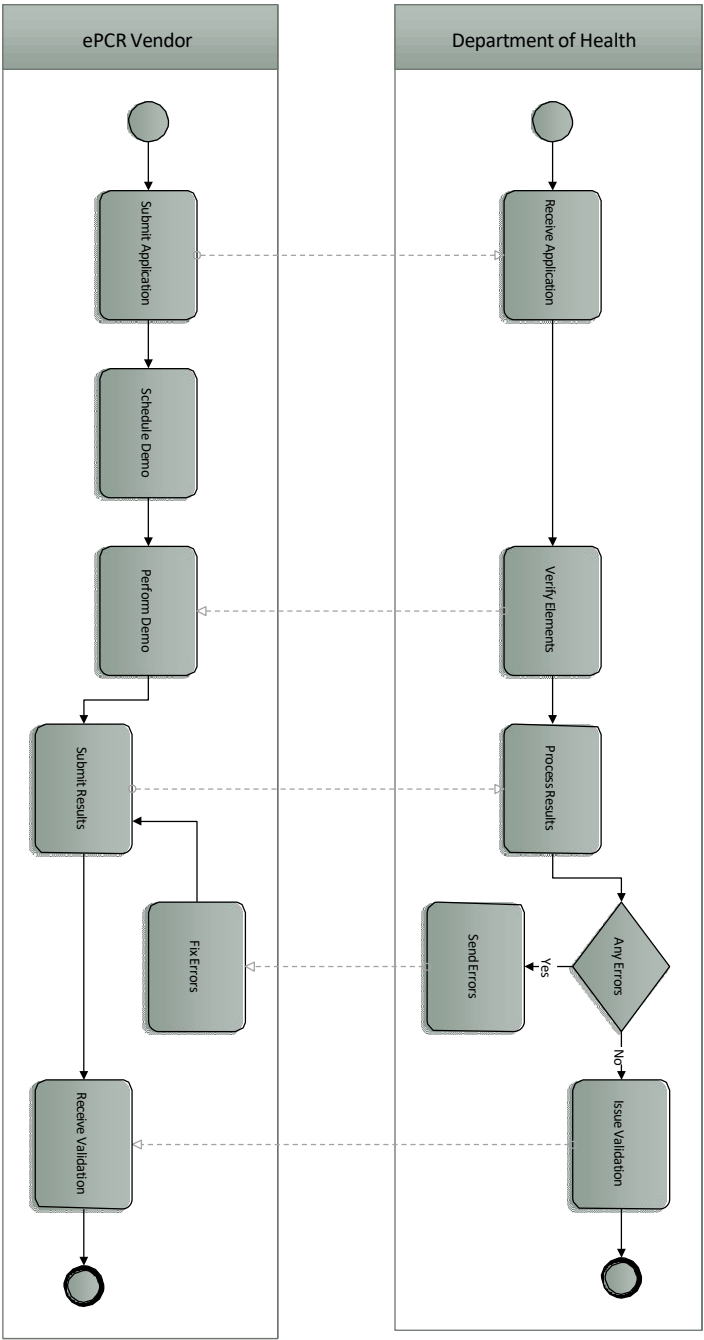 ePCR Vendor
Department of Health
Submit Application
Receive Application
Schedule Demo
Perform Demo
Verify Elements
Submit Results
Process Results
Fix Errors
Send Errors
Yes
Any Errors
No
Receive Validation
Issue Validation